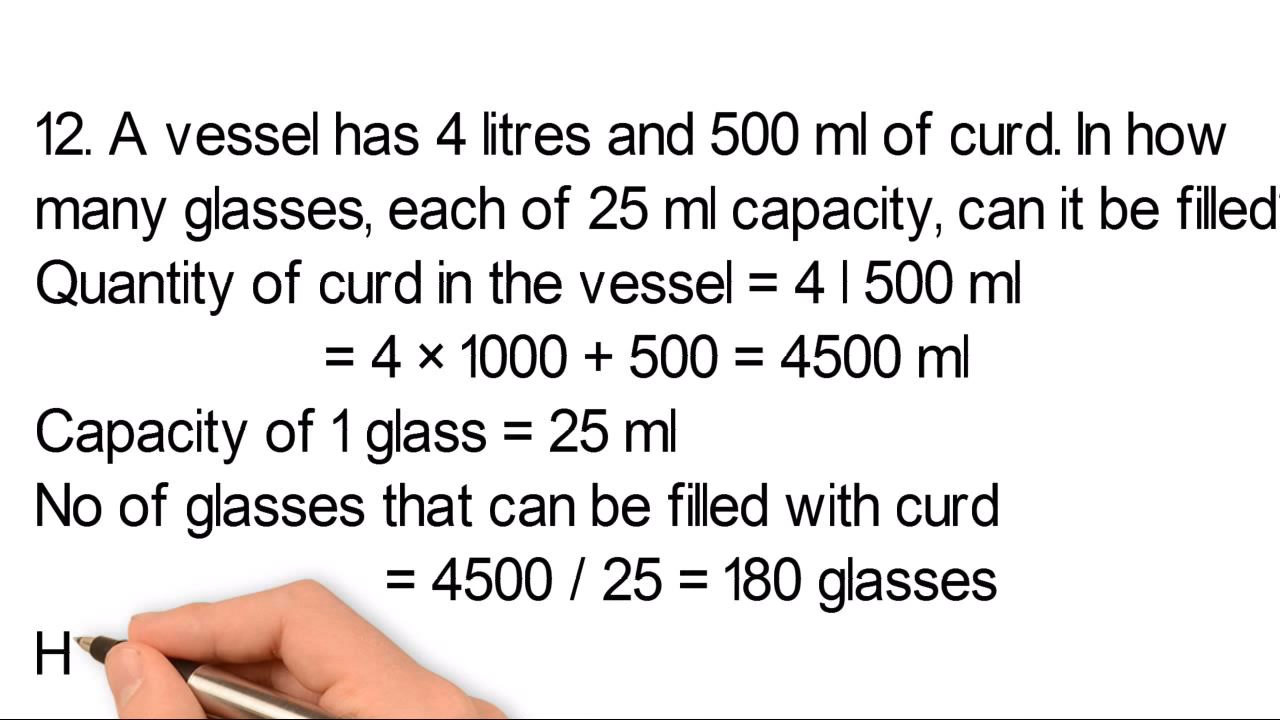 12. A vessel has 4 litres and 500 ml of curd. In how
many glasses, each of 25 ml capacity, can it be filled?
Quantity of curd in the vessel = 4 l 500 ml
= 4 × 1000 + 500 = 4500 ml
Capacity of 1 glass = 25 ml
No of glasses that can be filled with curd
= 4500 / 25 = 180 glasses
H